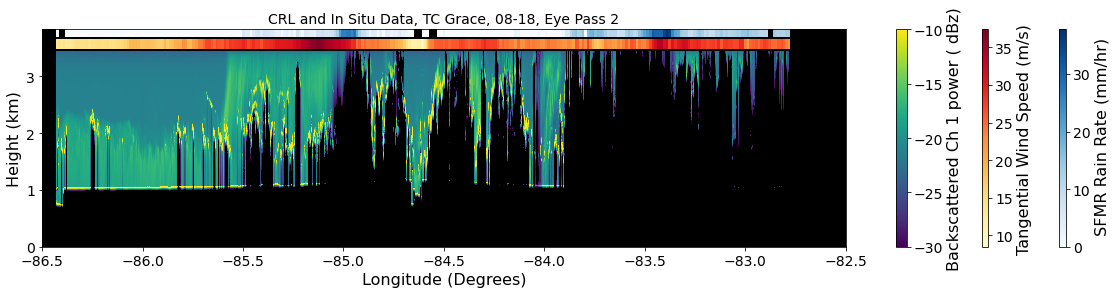 CRL and In Situ Data, TC Grace, 08-18, Eye Pass 2
Height (km)
3
2
1
0
−86.5 −86.0 −85.5 −85.0 −84.5 −84.0 −83.5 −83.0 −82.5
Longitude (Degrees)
−10
−15
−20
−25
−30
Backscattered Ch 1 power ( dBz)
35
30
25
20
15
10
Tangential Wind Speed (m/s)
30
20
10
0
SFMR Rain Rate (mm/hr)